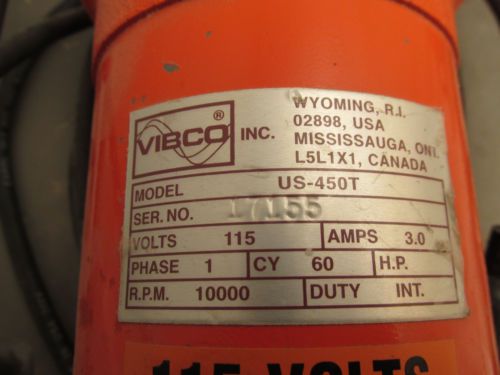 VIBCO ® INC.
WYOMING, R.I.
02898, USA
MISSISSAUGA, ONT.
L5L1X1, CANADA
MODEL US-450T
SER. NO. 17155
VOLTS 115 AMPS 3.0
PHASE 1 CY 60 H.P.
R.P.M. 10000 DUTY INT.
115 VOLTS